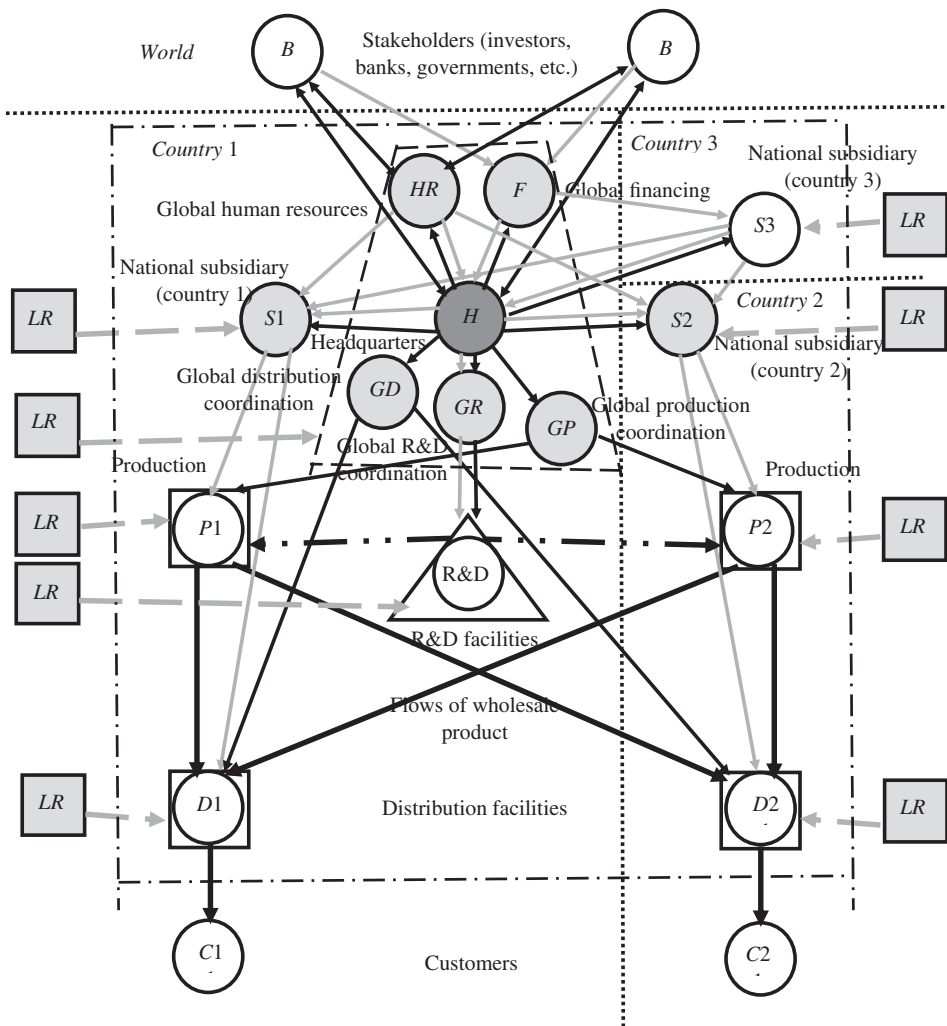 World
B
Stakeholders (investors,
banks, governments, etc.)
B
Country 1
Country 3
National subsidiary
(country 3)
HR
F
Global financing
Global human resources
S3
LR
National subsidiary
(country 1)
Country 2
LR
S1
H
S2
LR
Headquarters
National subsidiary
(country 2)
Global distribution
coordination
GD
GR
GP
Global production
coordination
LR
Global R&D
coordination
Production
Production
LR
P1
P2
LR
R&D
LR
R&D facilities
Flows of wholesale
product
LR
D1
Distribution facilities
D2
LR
C1
Customers
C2